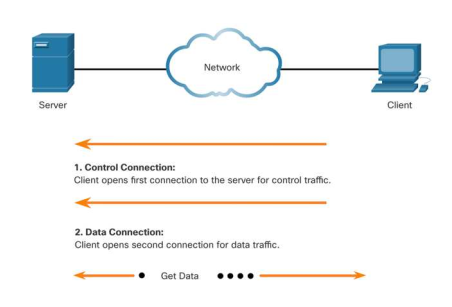 Network
Server
Client
1. Control Connection:
Client opens first connection to the server for control traffic.
2. Data Connection:
Client opens second connection for data traffic.
Get Data